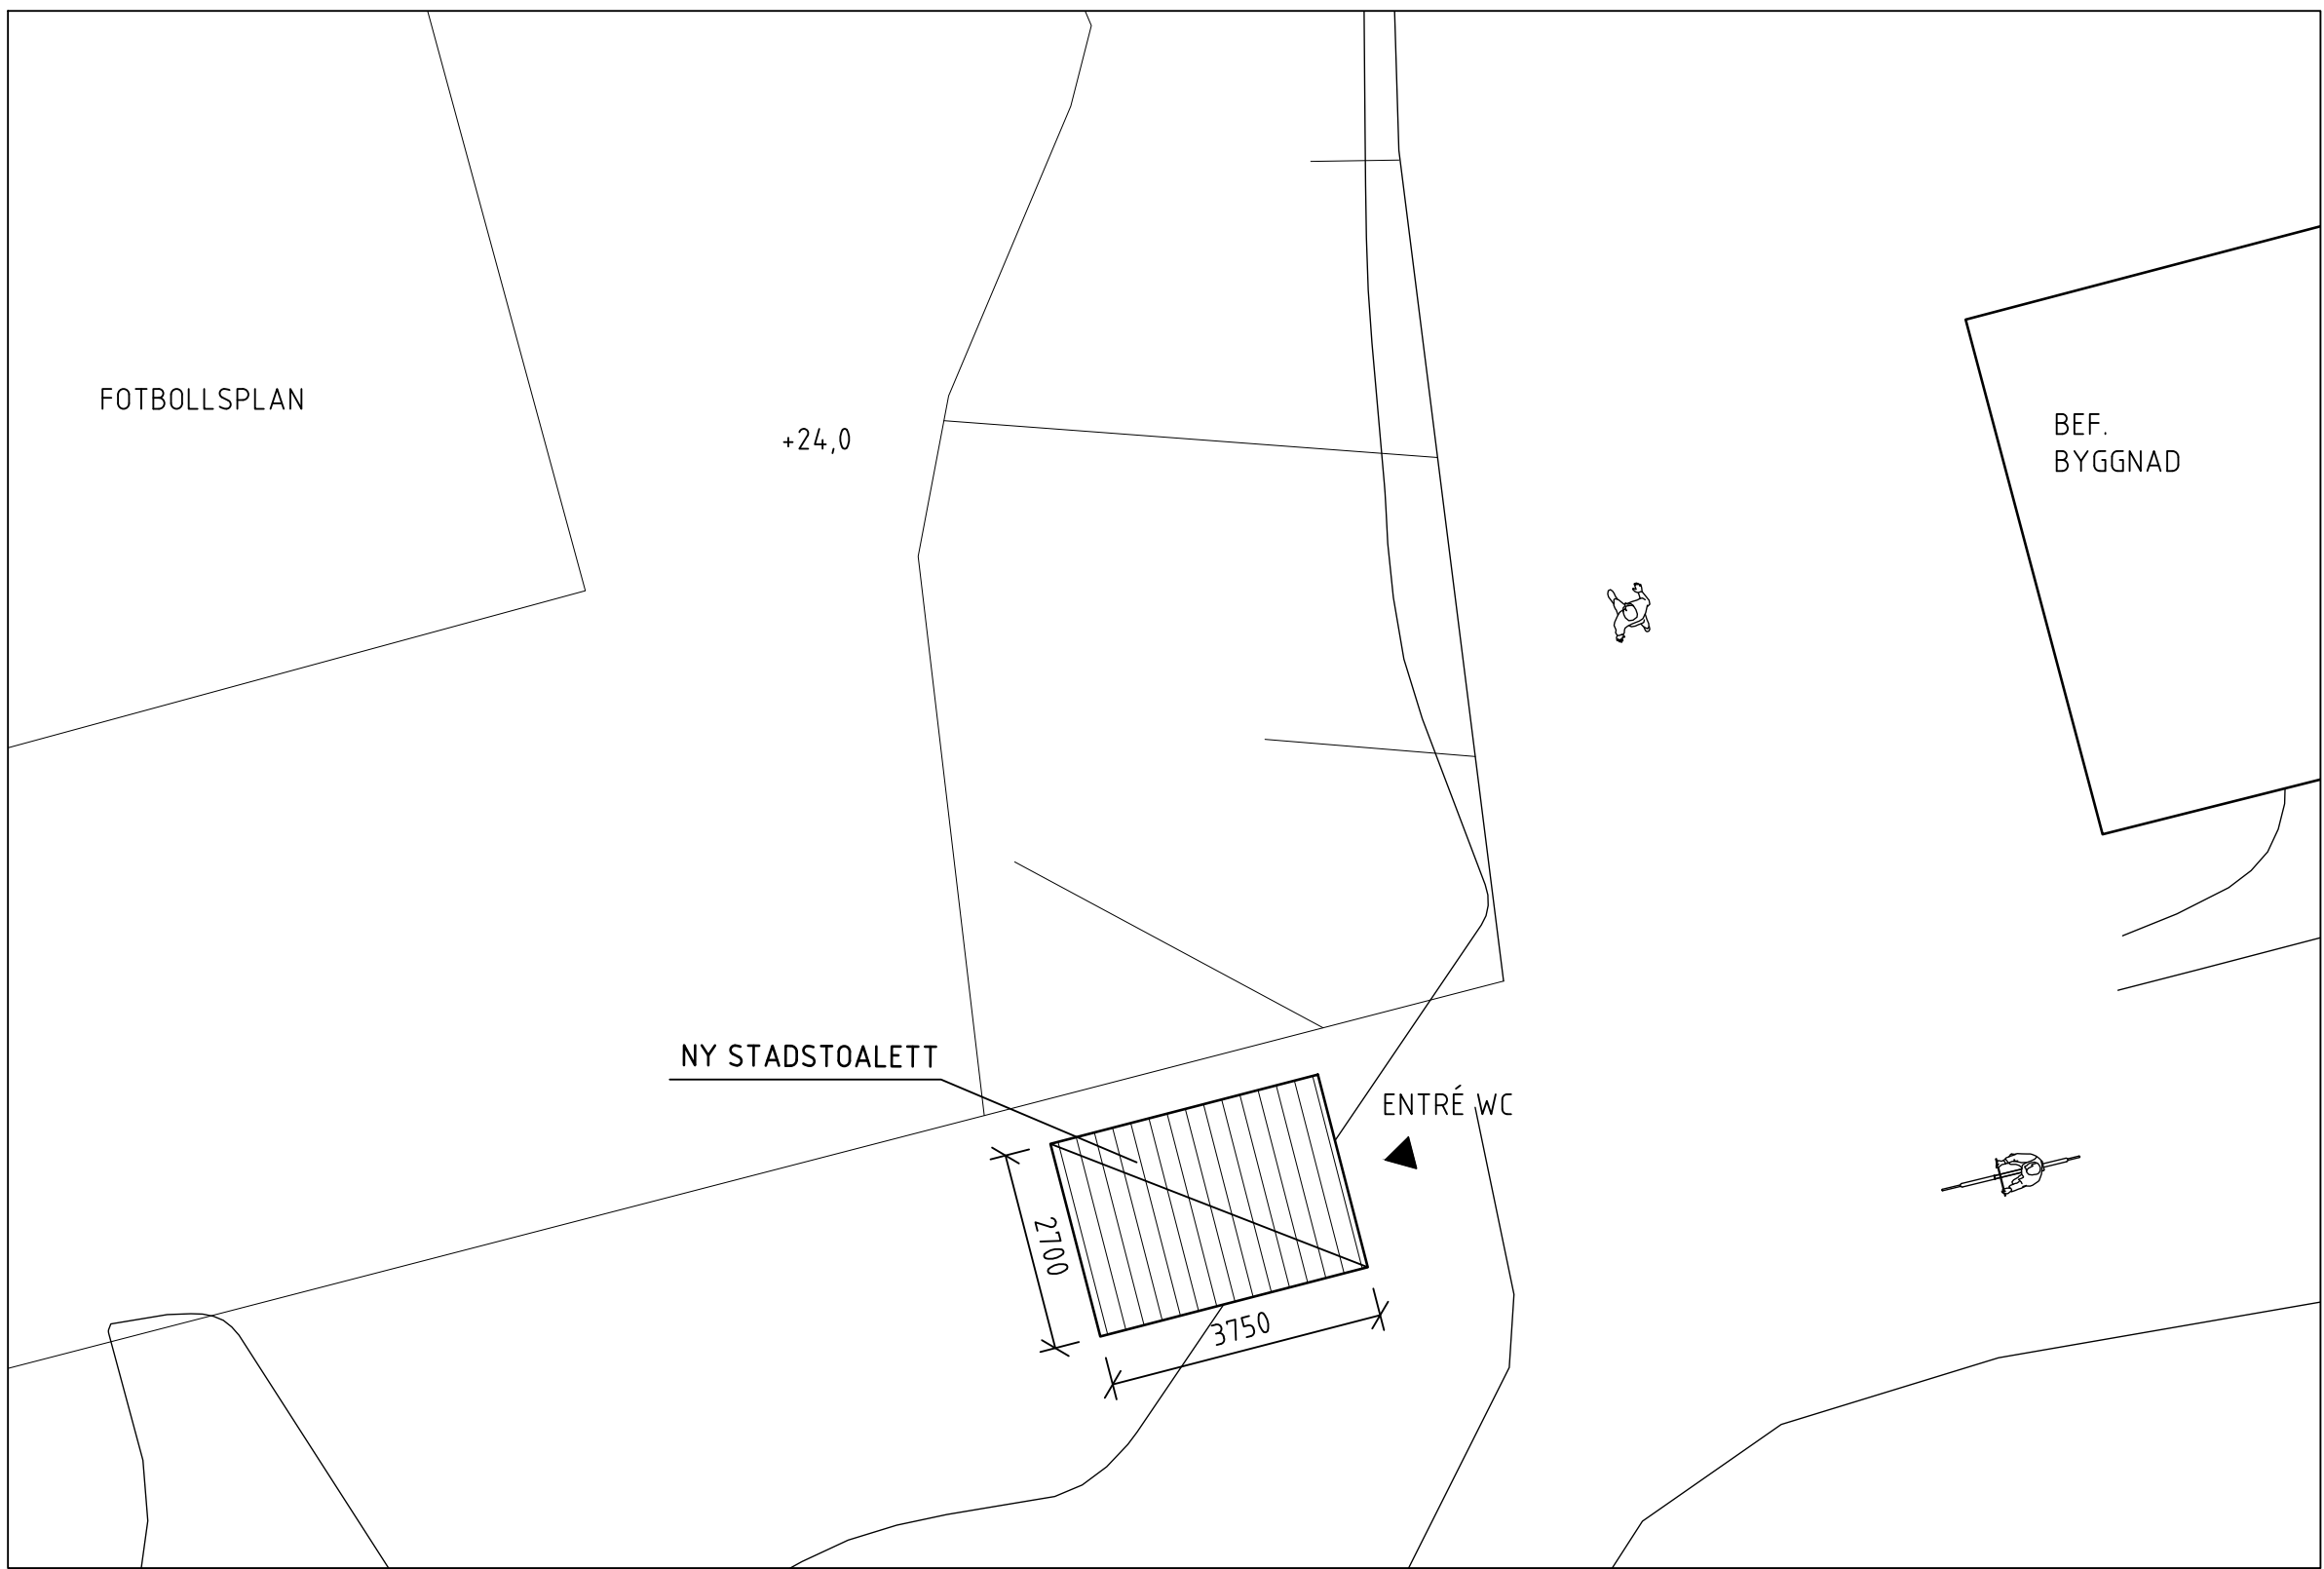 FOTBOLLSPLAN
+24,0
BEF.
BYGGNAD
NY STADSTOALETT
ENTRÉ WC
2700
3750